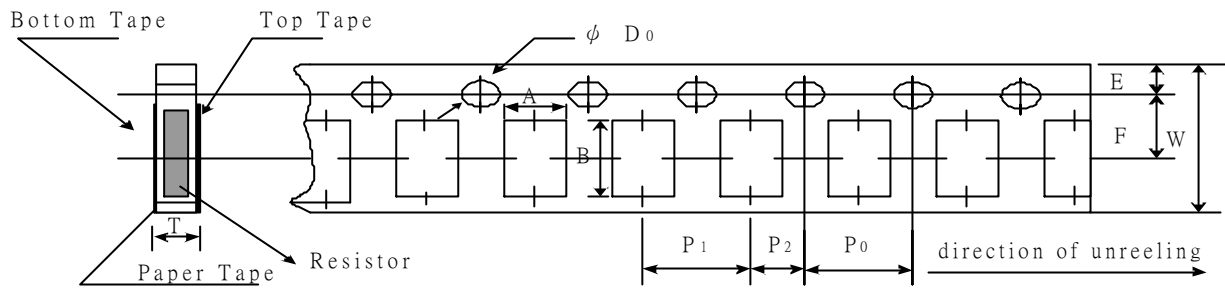 Bottom Tape
Top Tape
ϕ D0
A
E
B
F
W
T
P1
P2
P0
direction of unreeling
Resistor
Paper Tape